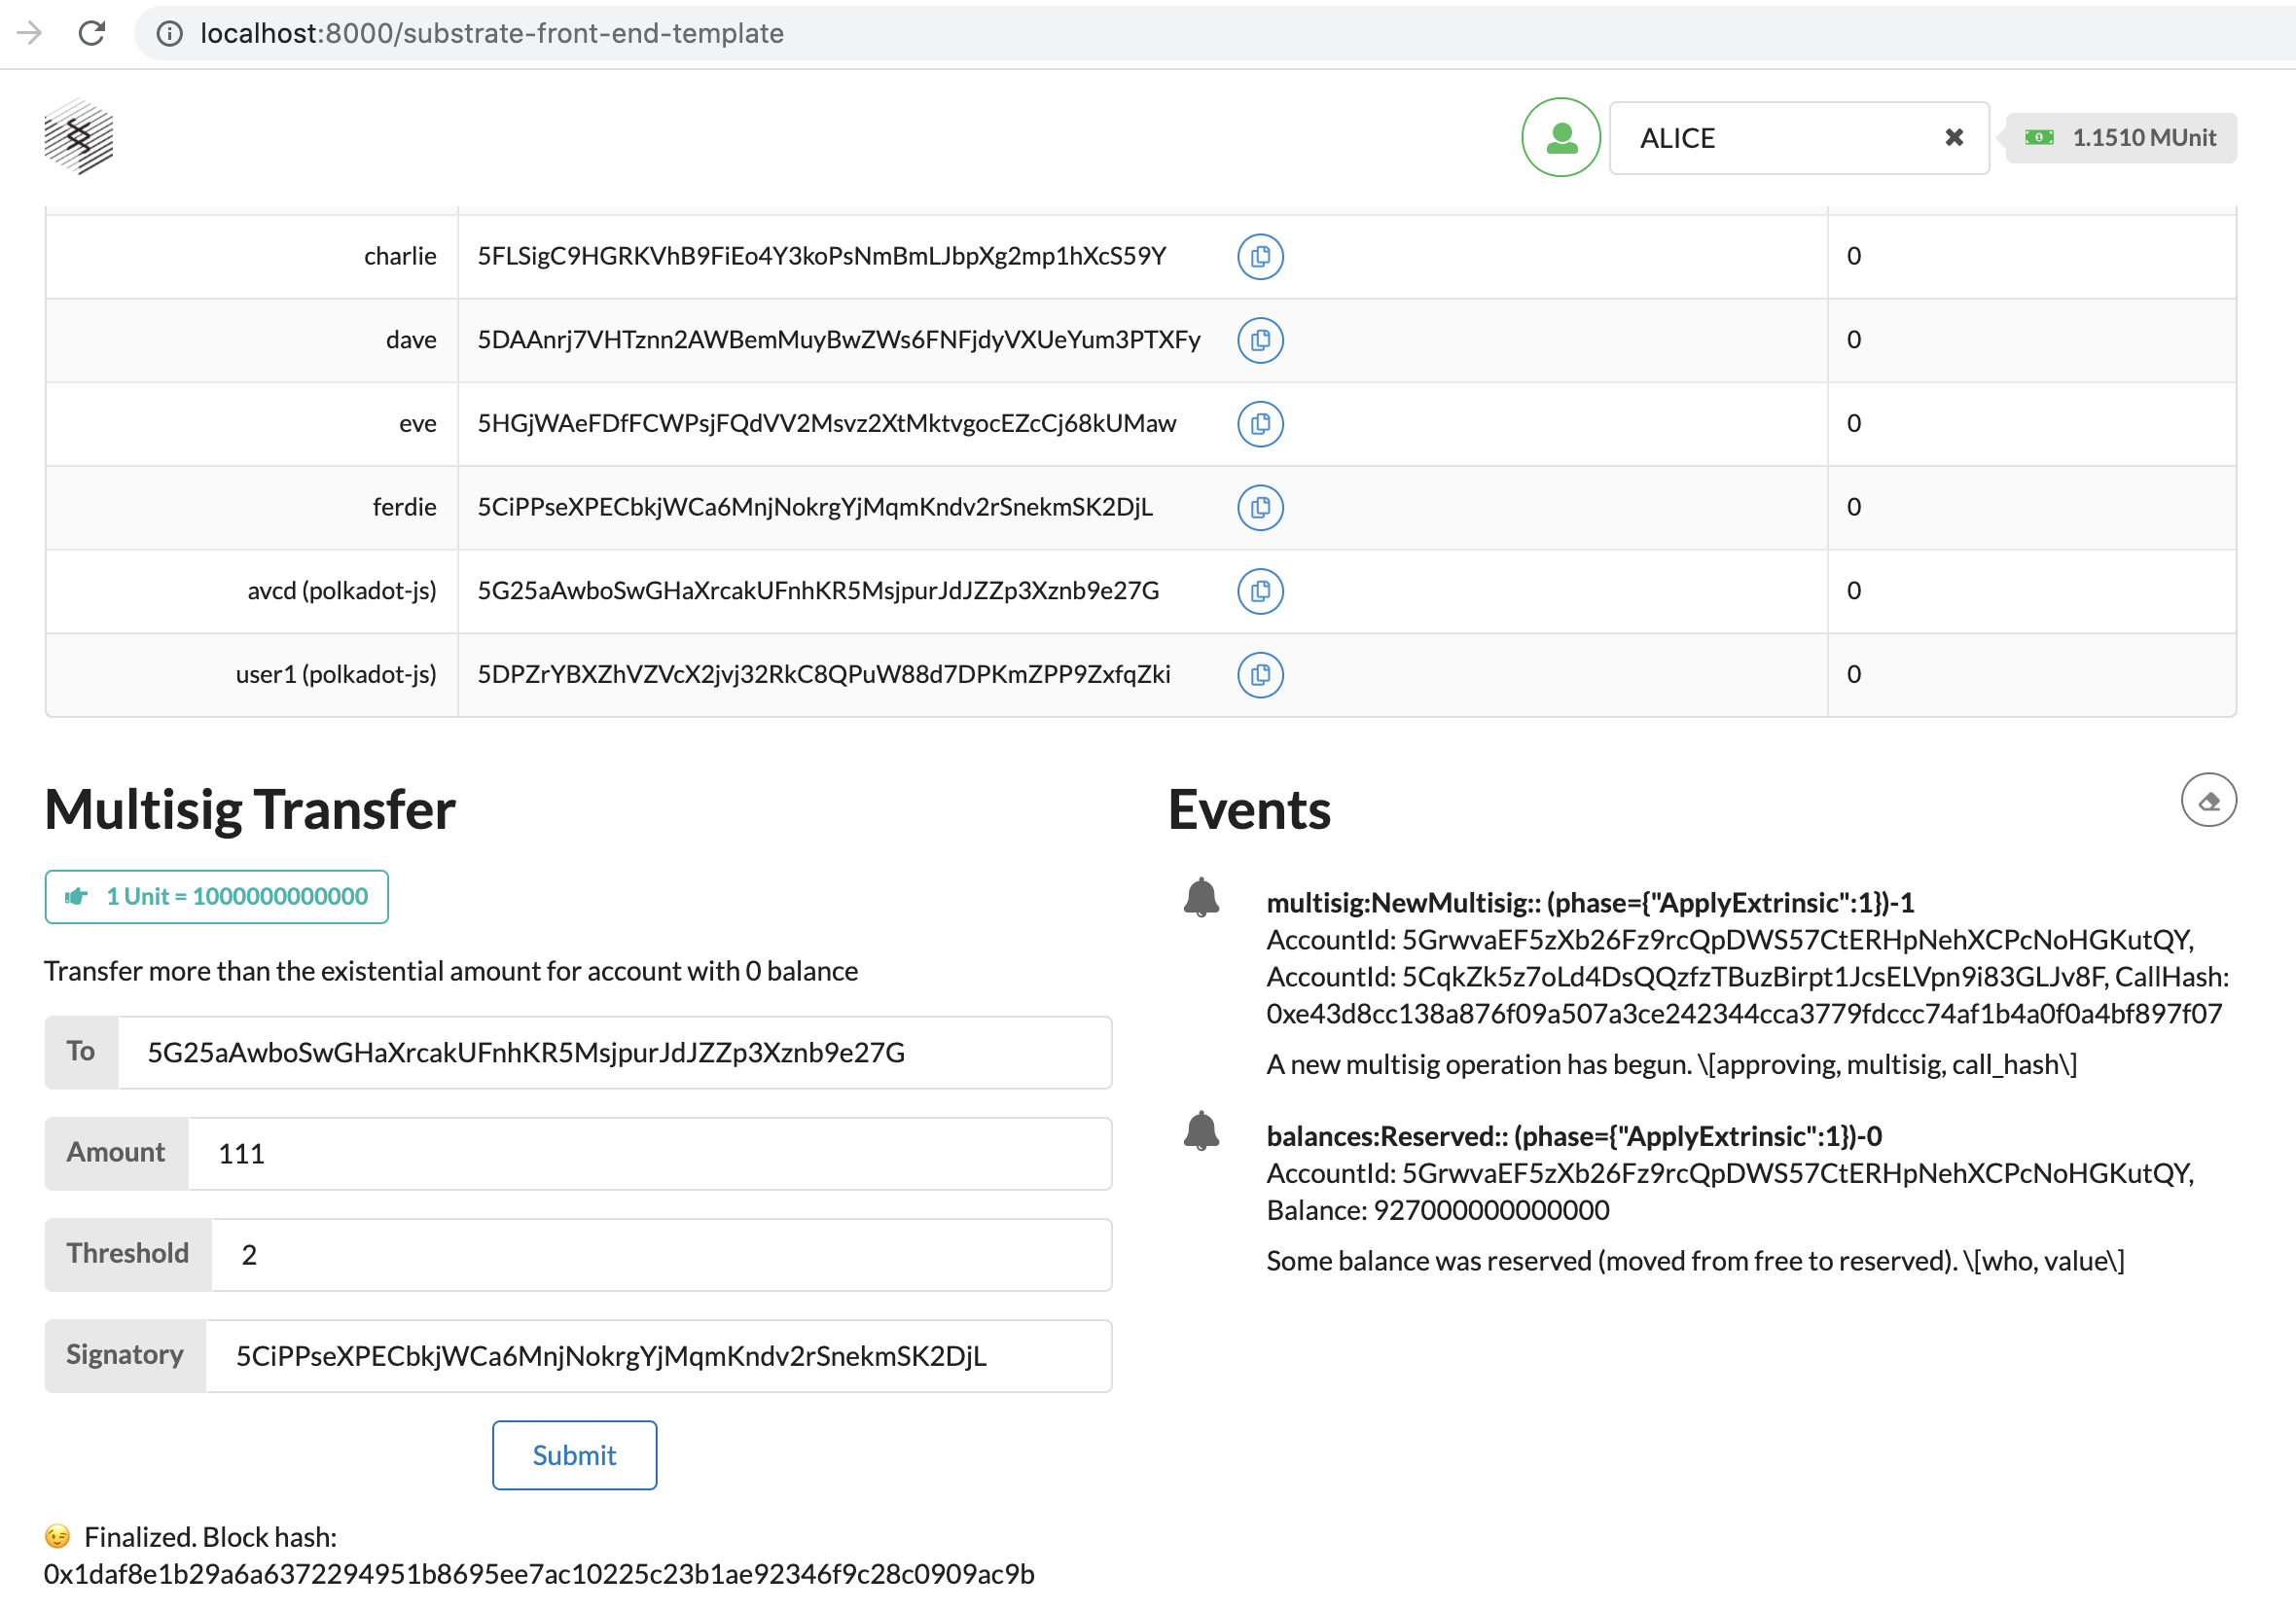 localhost:8000/substrate-front-end-template
ALICE
1.1510 MUnit
charlie 5FLSigC9HGRKVhB9FiEo4Y3koPsNmBmLJbpXg2mp1hXcS59Y 0
dave 5DAAnrj7VHTznn2AWBemMuyBwZWs6FNFjdyVXUeYum3PTXFy 0
eve 5HGjWAeFDfFCWPsjFQdVV2Msvz2XtMktvgocEZcCj68kUMaw 0
ferdie 5CiPPseXPECbkjWCa6MnjNokrgYjMqmKndv2rSnekmSK2DjL 0
avcd (polkadot-js) 5G25aAwboSwGHaXrcakUFnhKR5MsjpurJdJZZp3Xznb9e27G 0
user1 (polkadot-js) 5DPZrYBXZhVZVcX2jvj32RkC8QPuW88d7DPKmZPP9ZxfqZki 0
Multisig Transfer
1 Unit = 1000000000000
Transfer more than the existential amount for account with 0 balance
To 5G25aAwboSwGHaXrcakUFnhKR5MsjpurJdJZZp3Xznb9e27G
Amount 111
Threshold 2
Signatory 5CiPPseXPECbkjWCa6MnjNokrgYjMqmKndv2rSnekmSK2DjL
Submit
😉 Finalized. Block hash:
0x1daf8e1b29a6a6372294951b8695ee7ac10225c23b1ae92346f9c28c0909ac9b
Events
multisig:NewMultisig:: (phase={"ApplyExtrinsic":1})-1
AccountId: 5GrwvaEF5zXb26Fz9rcQpDWS57CtERHpNehXCPcNoHGKutQY,
AccountId: 5CqkZk5z7oLd4DsQQzfzTBuzBirpt1JcsELVpn9i83GLJv8F, CallHash:
0xe43d8cc138a876f09a507a3ce242344cca3779fdccc74af1b4a0f0a4bf897f07
A new multisig operation has begun. \[approving, multisig, call_hash\]
balances:Reserved:: (phase={"ApplyExtrinsic":1})-0
AccountId: 5GrwvaEF5zXb26Fz9rcQpDWS57CtERHpNehXCPcNoHGKutQY,
Balance: 927000000000000
Some balance was reserved (moved from free to reserved). \[who, value\]